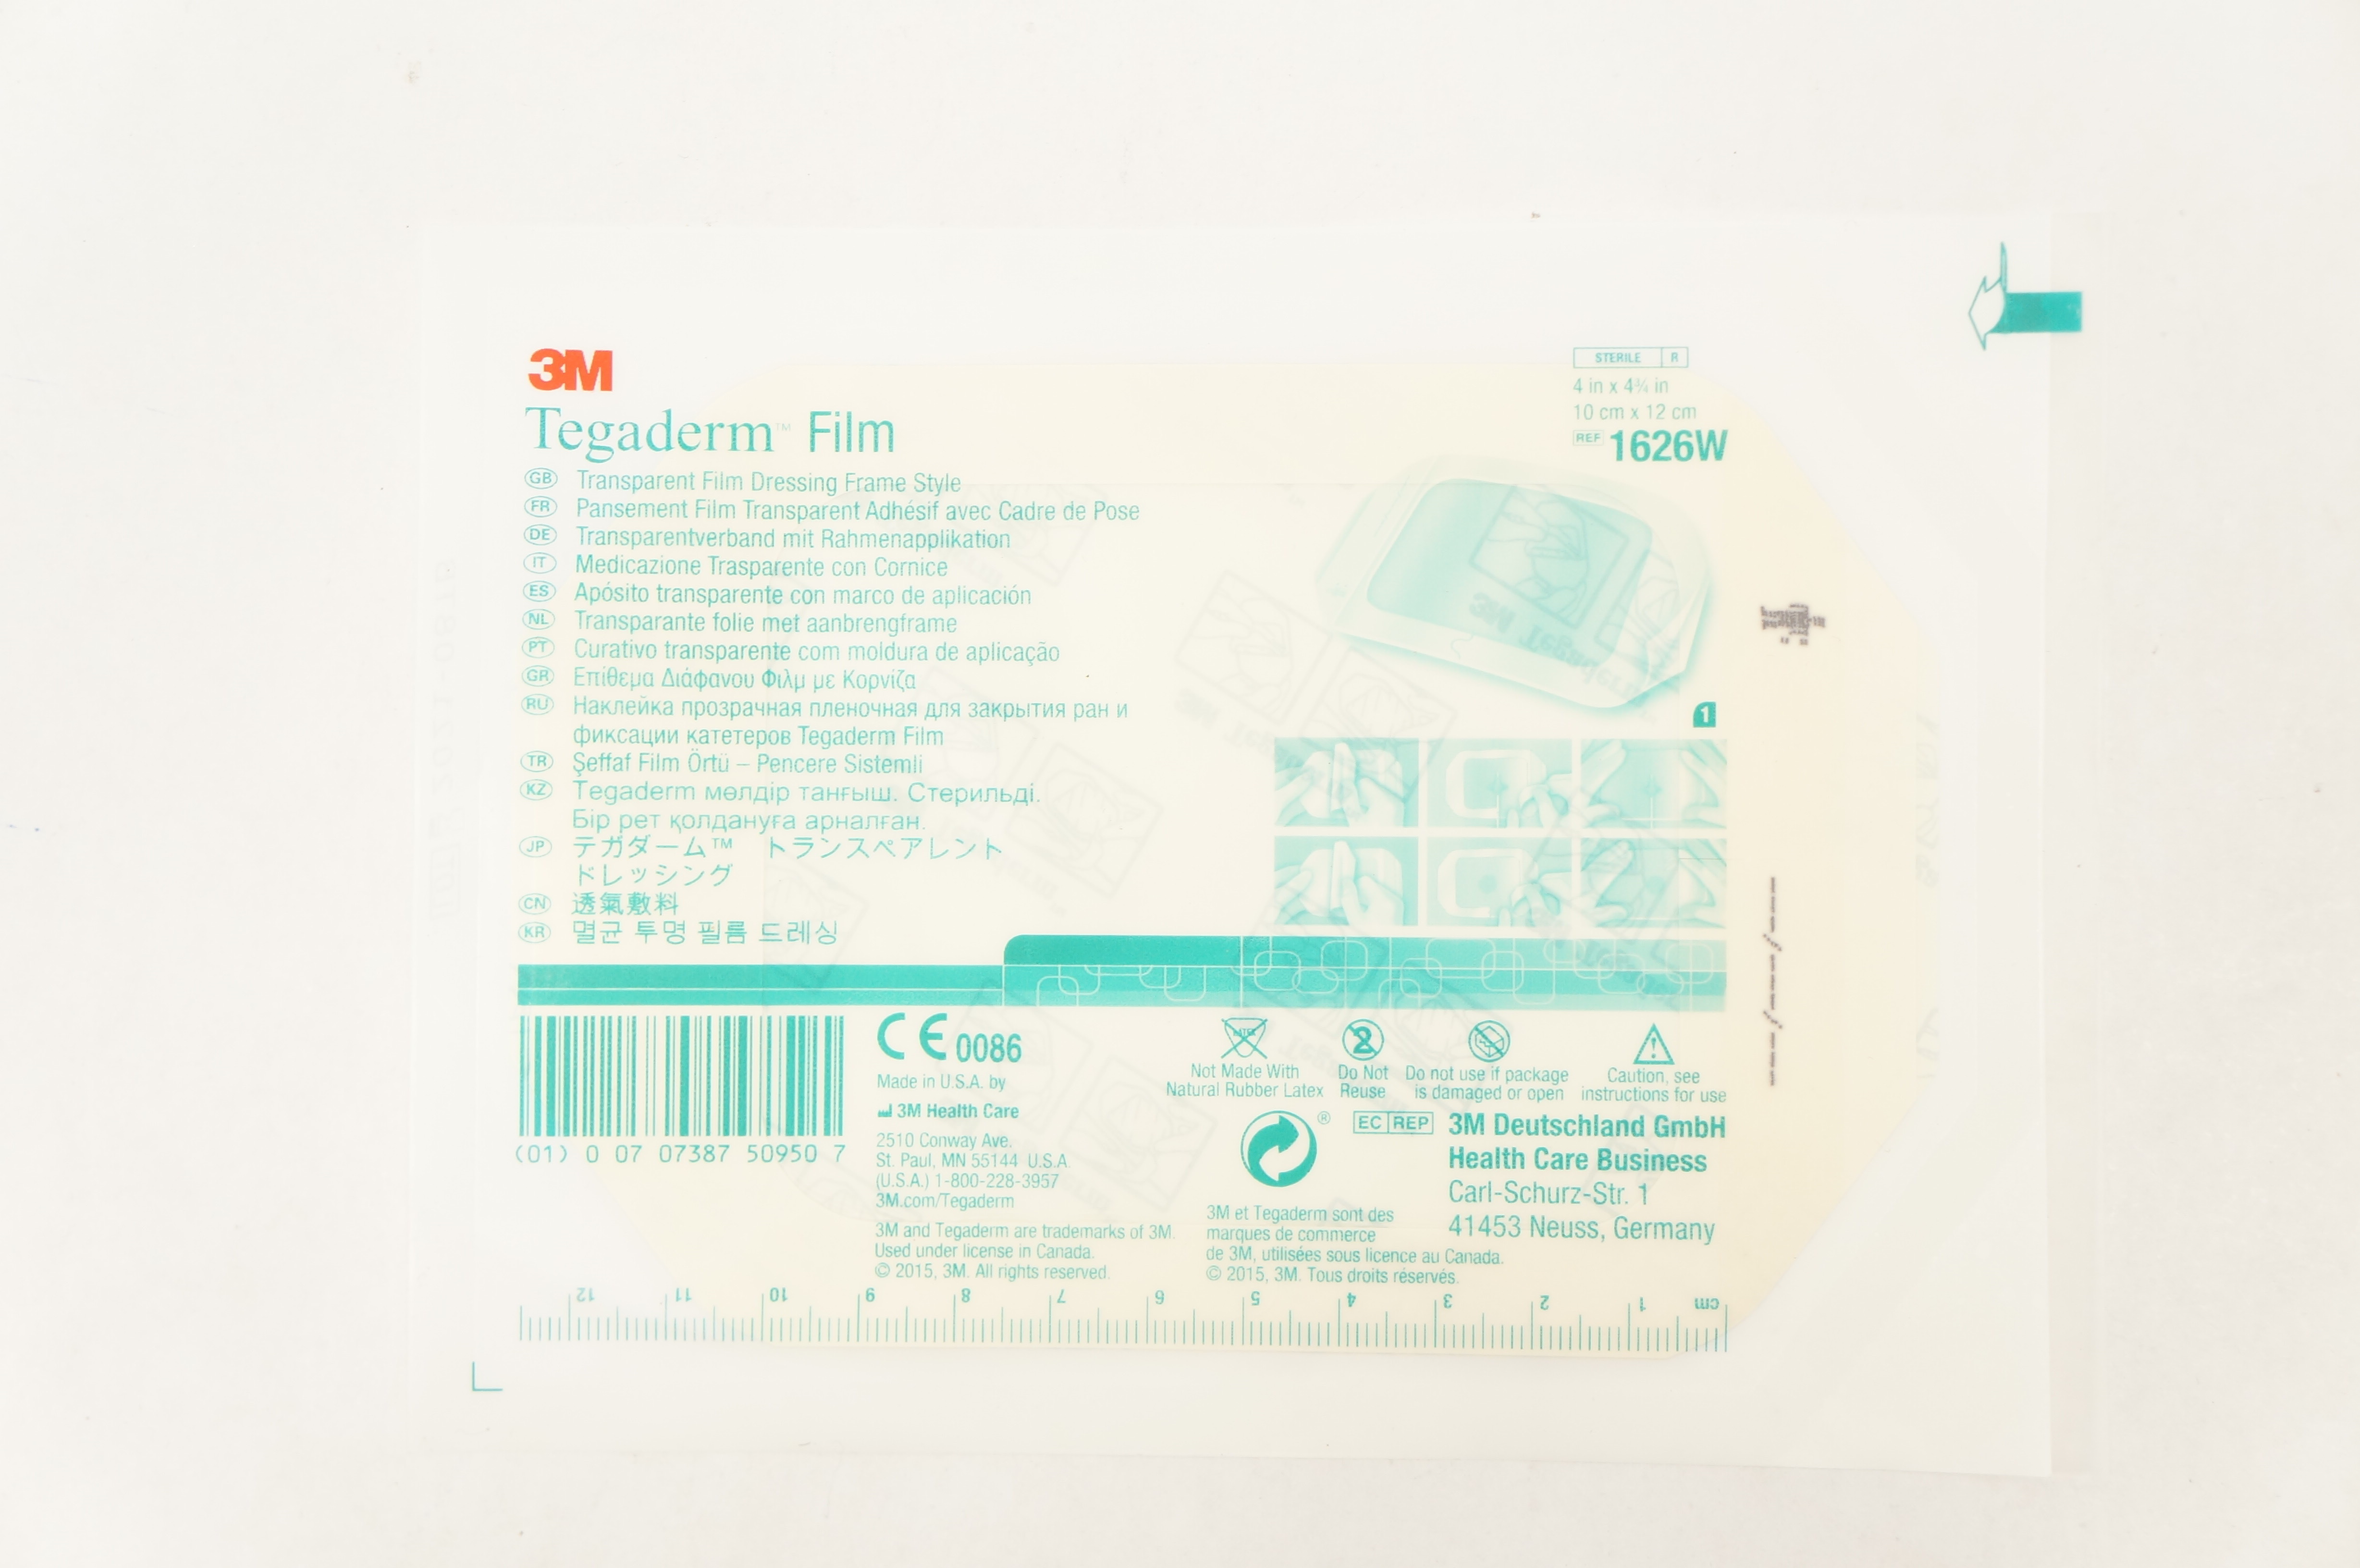 3M
Tegaderm™ Film
STERILE R
4 in x 4¾ in
10 cm x 12 cm
REF 1626W
GB Transparent Film Dressing Frame Style
FR Pansement Film Transparent Adhésif avec Cadre de Pose
DE Transparentverband mit Rahmenapplikation
IT Medicazione Trasparente con Cornice
ES Apósito transparente con marco de aplicación
NL Transparante folie met aanbrengframe
PT Curativo transparente com moldura de aplicação
GR Επίθεμα Διάφανου Φιλμ με Κορνίζα
RU Наклейка прозрачная пленочная для закрытия ран и
фиксации катетеров Tegaderm Film
TR Şeffaf Film Örtü – Pencere Sistemli
KZ Tegaderm мөлдір таңғыш. Стерильді.
Бір рет қолдануға арналған.
JP テガダーム™ トランスペアレント
ドレッシング
CN 透氣敷料
KR 멸균 투명 필름 드레싱
1
(01) 0 07 07387 50950 7
CE 0086
Made in U.S.A. by
3M Health Care
2510 Conway Ave.
St. Paul, MN 55144 U.S.A.
(U.S.A.) 1-800-228-3957
3M.com/Tegaderm
3M and Tegaderm are trademarks of 3M.
Used under license in Canada.
© 2015, 3M. All rights reserved.
LATEX
Not Made With
Natural Rubber Latex
2
Do Not
Reuse
Do not use if package
is damaged or open
Caution, see
instructions for use
®
EC REP 3M Deutschland GmbH
Health Care Business
Carl-Schurz-Str. 1
41453 Neuss, Germany
3M et Tegaderm sont des
marques de commerce
de 3M, utilisées sous licence au Canada.
© 2015, 3M. Tous droits réservés.
12 11 10 9 8 7 6 5 4 3 2 1 cm